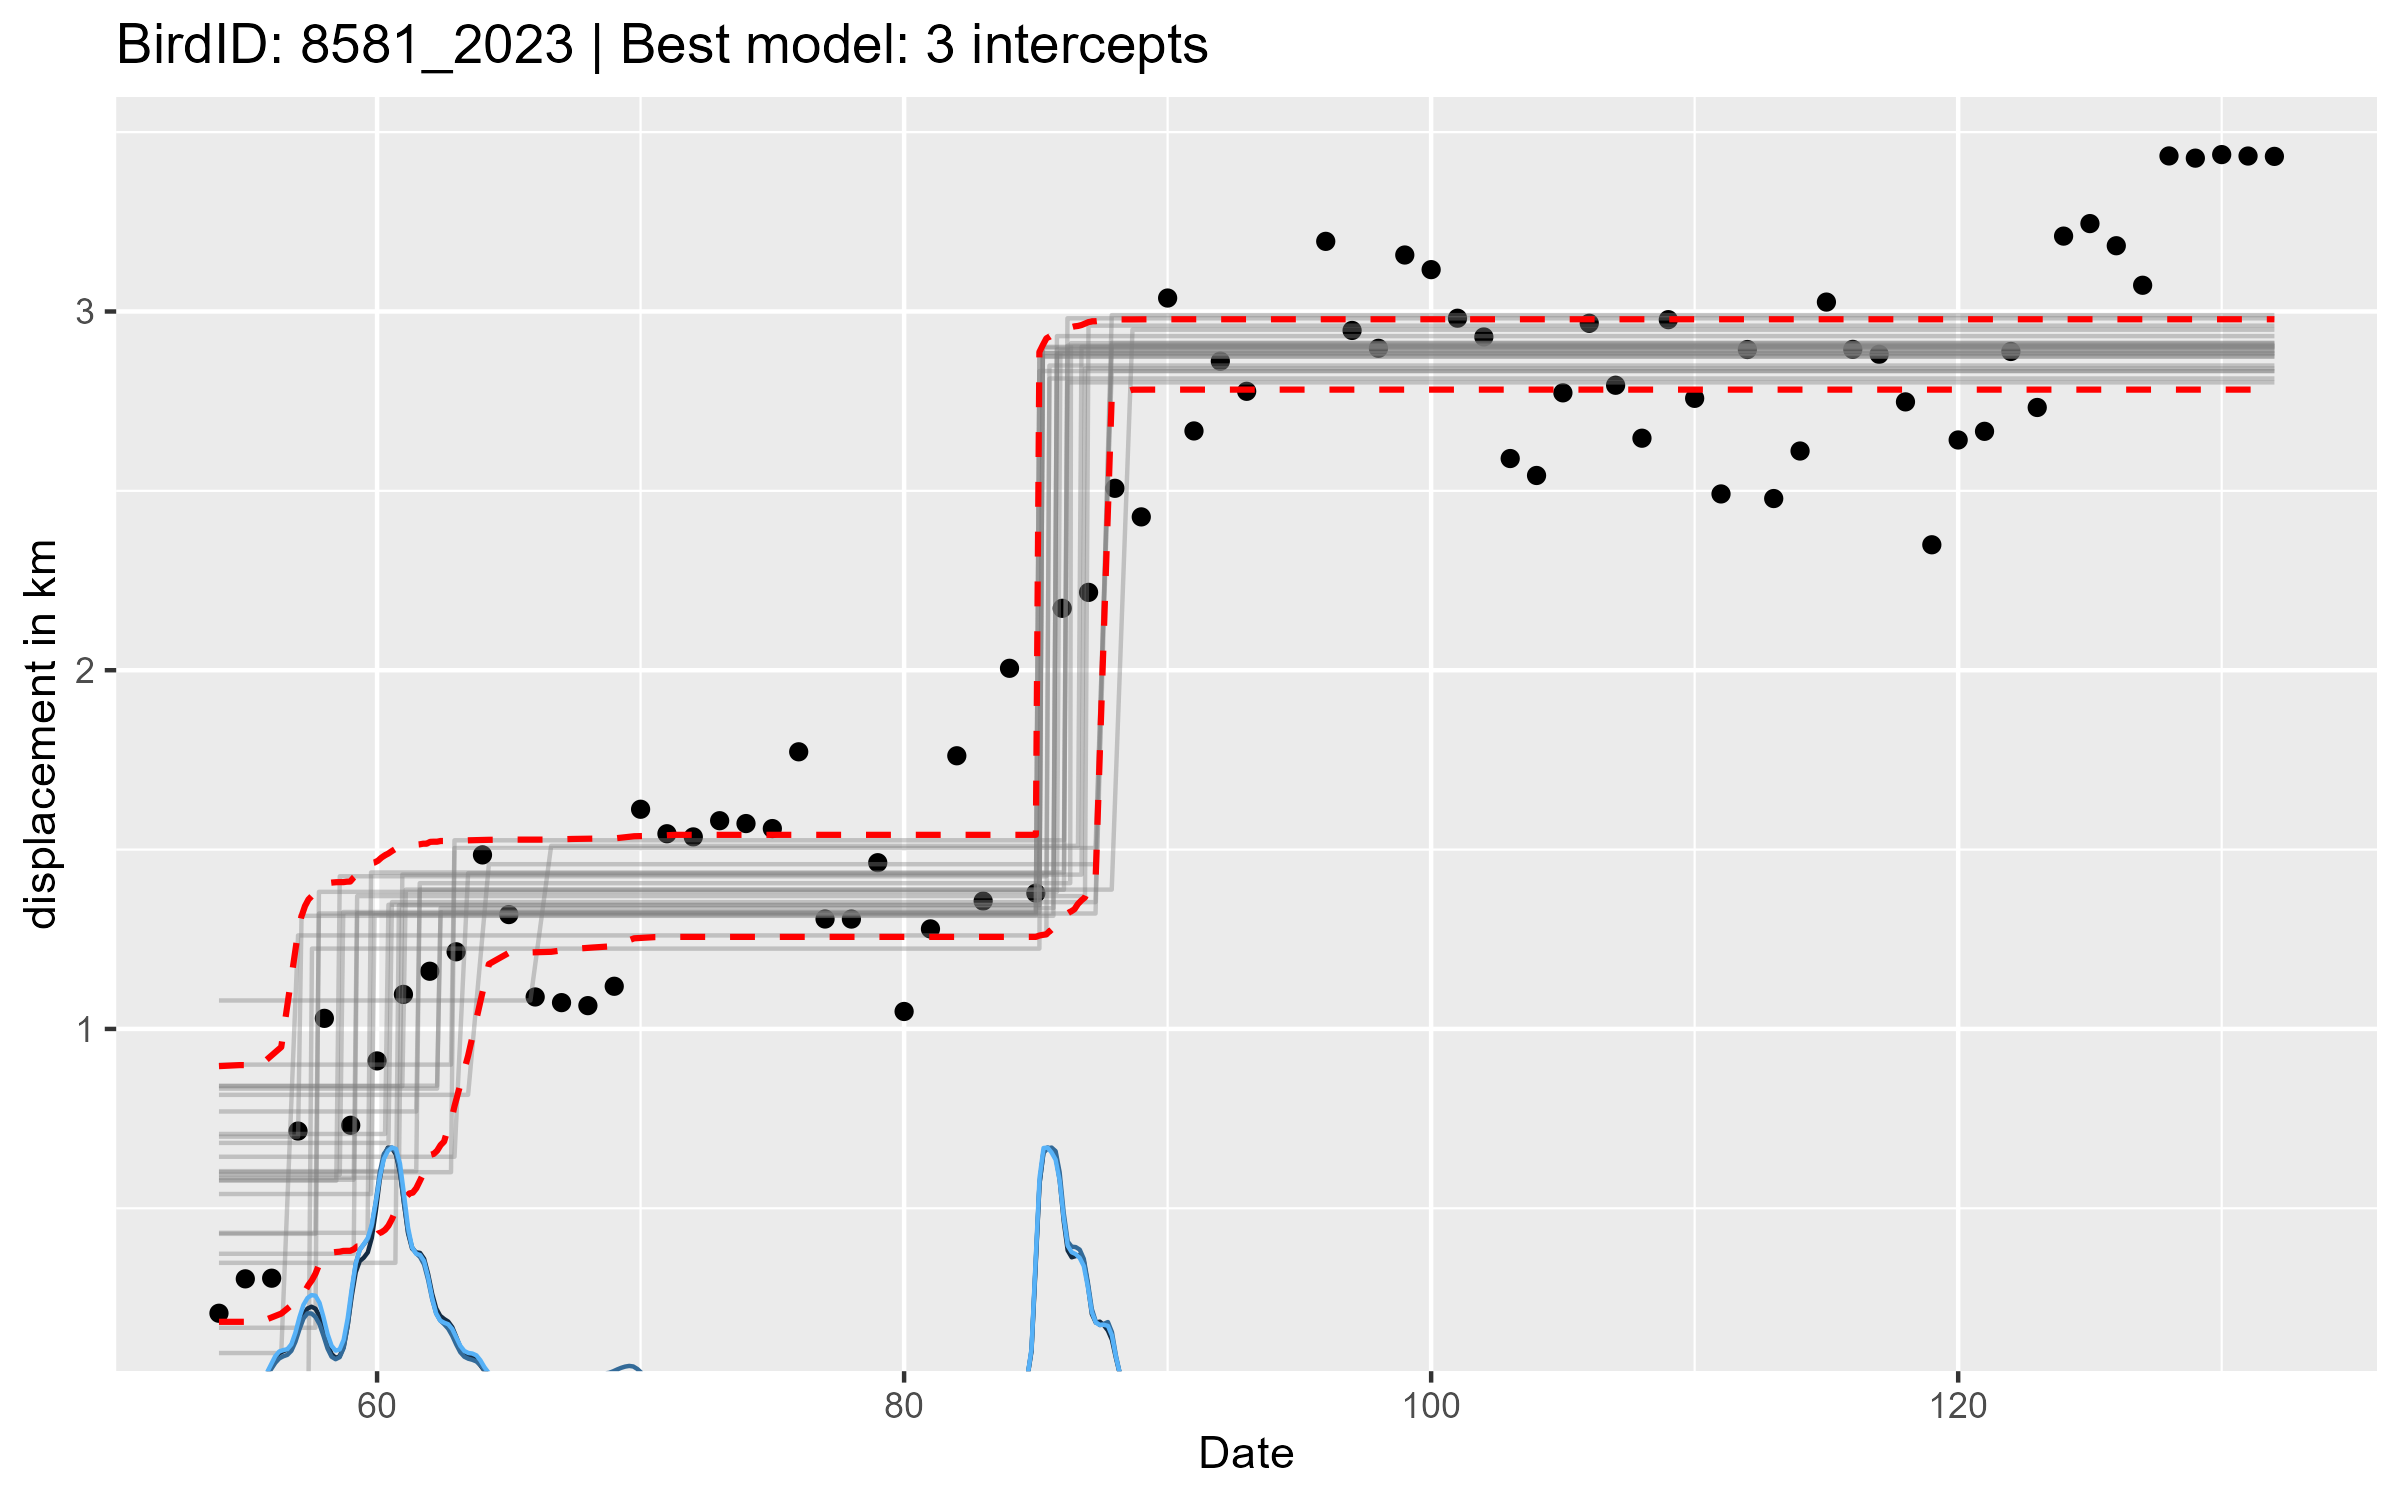 BirdID: 8581_2023 | Best model: 3 intercepts
displacement in km
3
2
1
60
80
100
120
Date